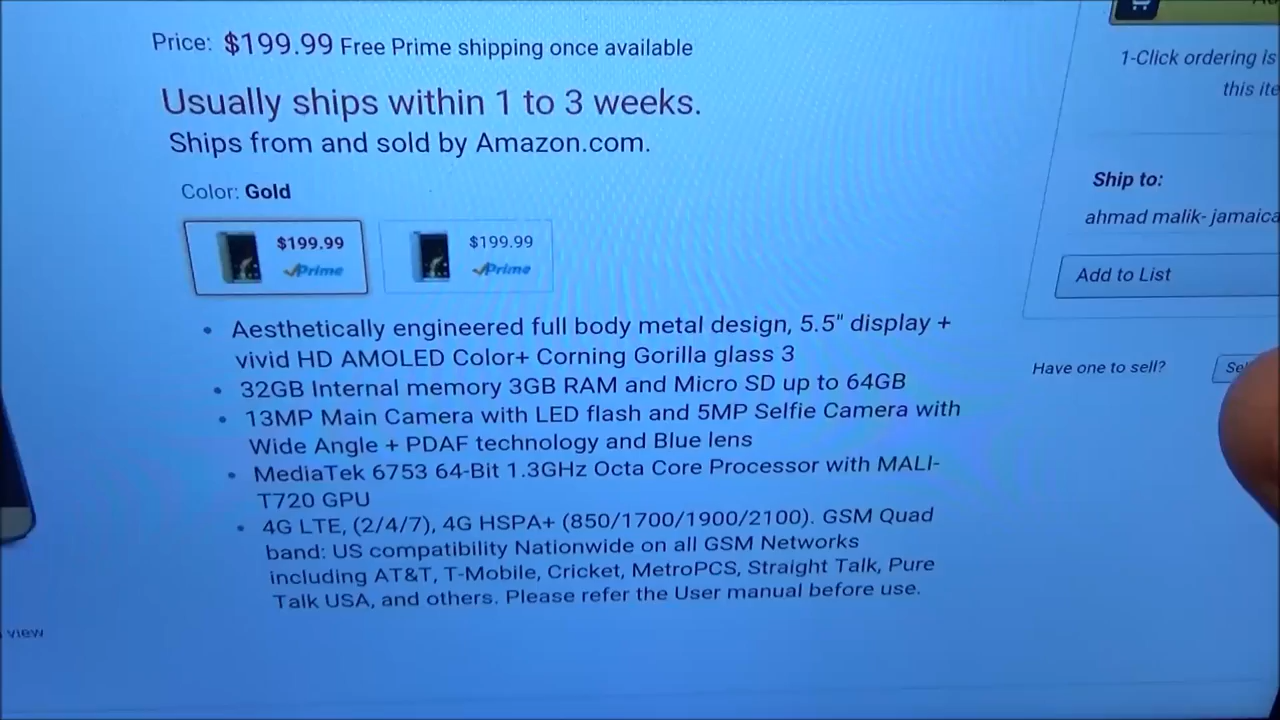 Price: $199.99 Free Prime shipping once available
Usually ships within 1 to 3 weeks.
Ships from and sold by Amazon.com.
Color: Gold
$199.99
Prime
$199.99
Prime
Aesthetically engineered full body metal design, 5.5" display +
vivid HD AMOLED Color+ Corning Gorilla glass 3
32GB Internal memory 3GB RAM and Micro SD up to 64GB
13MP Main Camera with LED flash and 5MP Selfie Camera with
Wide Angle + PDAF technology and Blue lens
MediaTek 6753 64-Bit 1.3GHz Octa Core Processor with MALI-
T720 GPU
4G LTE, (2/4/7), 4G HSPA+ (850/1700/1900/2100). GSM Quad
band: US compatibility Nationwide on all GSM Networks
including AT&T, T-Mobile, Cricket, MetroPCS, Straight Talk, Pure
Talk USA, and others. Please refer the User manual before use.
view
1-Click ordering is
this ite
Ship to:
ahmad malik- jamaica
Add to List
Have one to sell?